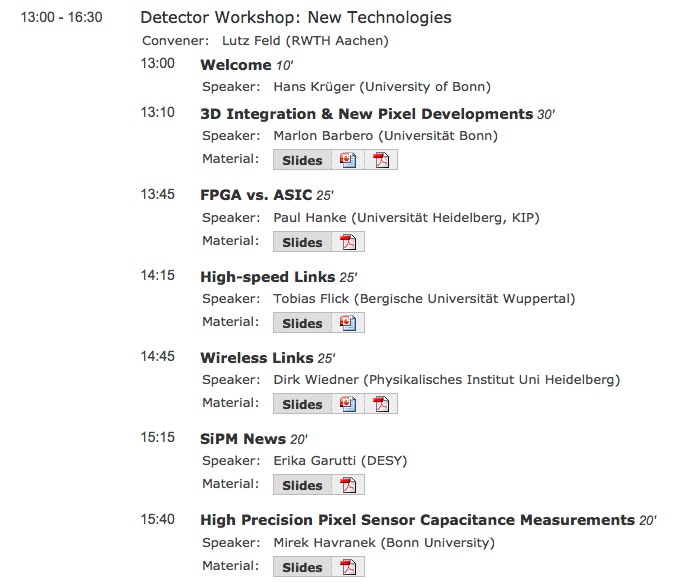 13:00 - 16:30 Detector Workshop: New Technologies
Convener: Lutz Feld (RWTH Aachen)
13:00 Welcome 10'
Speaker: Hans Krüger (University of Bonn)
13:10 3D Integration & New Pixel Developments 30'
Speaker: Marlon Barbero (Universität Bonn)
Material: Slides
13:45 FPGA vs. ASIC 25'
Speaker: Paul Hanke (Universität Heidelberg, KIP)
Material: Slides
14:15 High-speed Links 25'
Speaker: Tobias Flick (Bergische Universität Wuppertal)
Material: Slides
14:45 Wireless Links 25'
Speaker: Dirk Wiedner (Physikalisches Institut Uni Heidelberg)
Material: Slides
15:15 SiPM News 20'
Speaker: Erika Garutti (DESY)
Material: Slides
15:40 High Precision Pixel Sensor Capacitance Measurements 20'
Speaker: Mirek Havranek (Bonn University)
Material: Slides